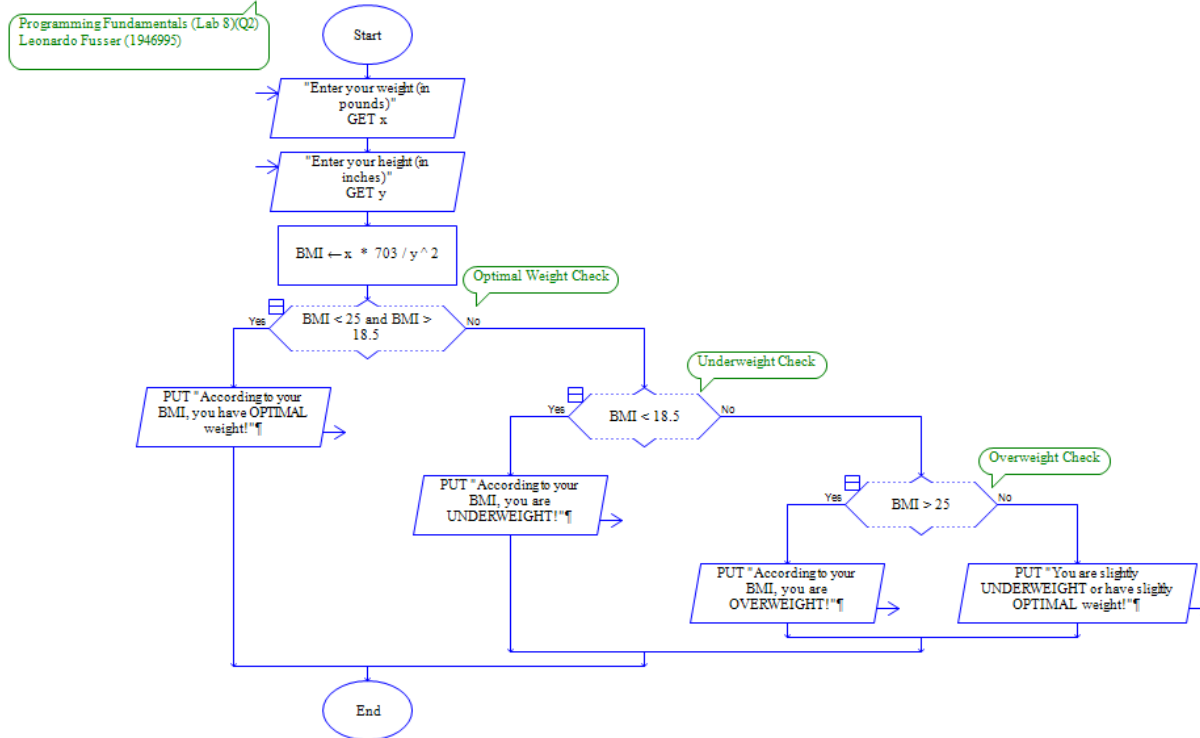 Programming Fundamentals (Lab 8)(Q2)
Leonardo Fusser (1946995)
Start
"Enter your weight (in
pounds)"
GET x
"Enter your height (in
inches)"
GET y
BMI ← x * 703 / y ^ 2
Optimal Weight Check
Yes
BMI < 25 and BMI >
18.5
No
Underweight Check
PUT "According to your
BMI, you have OPTIMAL
weight!"¶
Yes
BMI < 18.5
No
Overweight Check
PUT "According to your
BMI, you are
UNDERWEIGHT!"¶
Yes
BMI > 25
No
PUT "According to your
BMI, you are
OVERWEIGHT!"¶
PUT "You are slightly
UNDERWEIGHT or have slightly
OPTIMAL weight!"¶
End